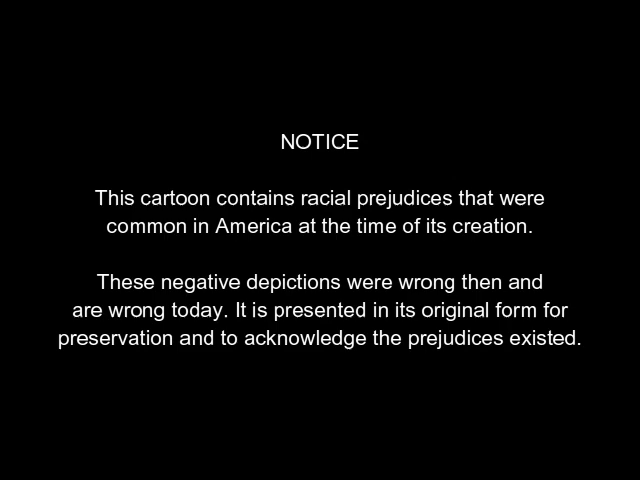 NOTICE
This cartoon contains racial prejudices that were
common in America at the time of its creation.
These negative depictions were wrong then and
are wrong today. It is presented in its original form for
preservation and to acknowledge the prejudices existed.